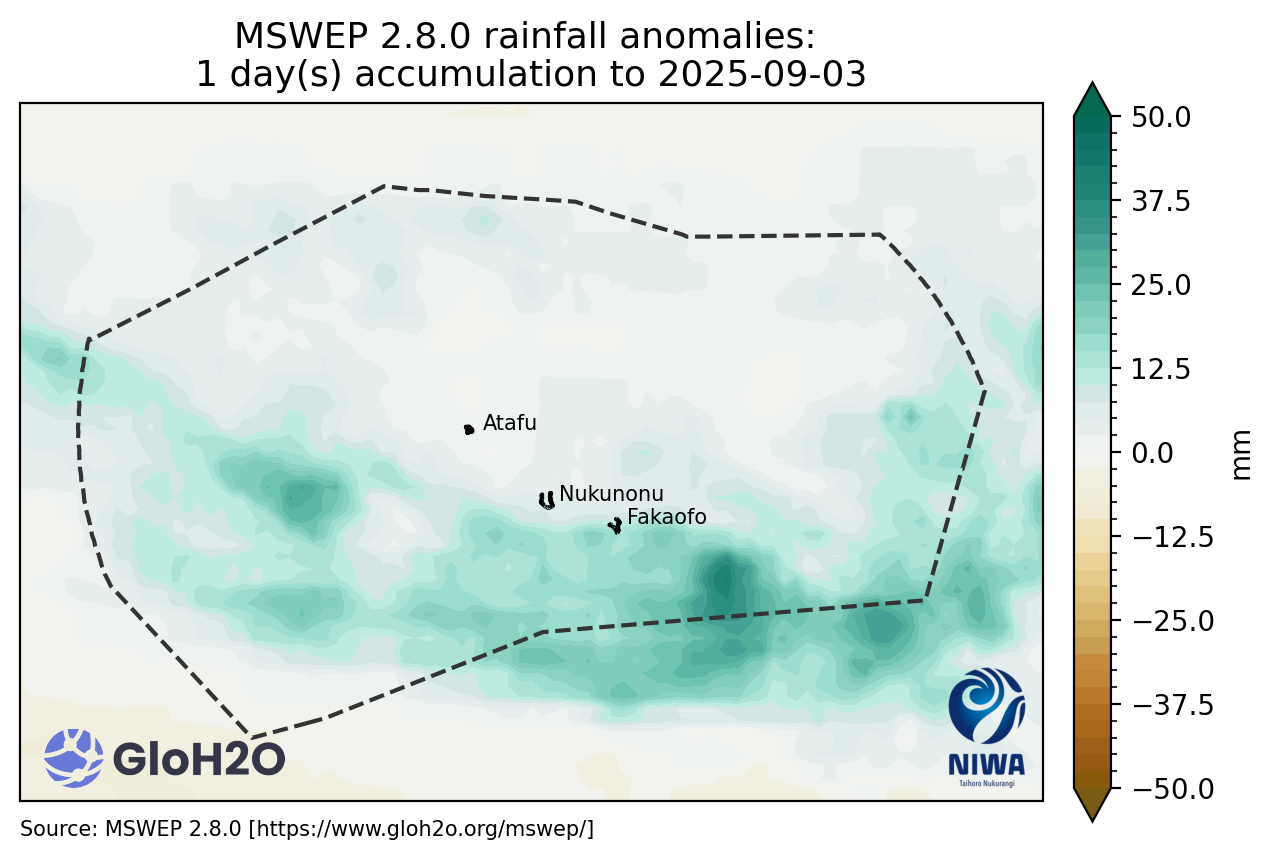 MSWEP 2.8.0 rainfall anomalies:
1 day(s) accumulation to 2025-09-03
50.0
37.5
25.0
12.5
0.0
−12.5
−25.0
−37.5
−50.0
mm
Atafu
Nukunonu
Fakaofo
GloH2O
NIWA
Taihoro Nukurangi
Source: MSWEP 2.8.0 [https://www.gloh2o.org/mswep/]